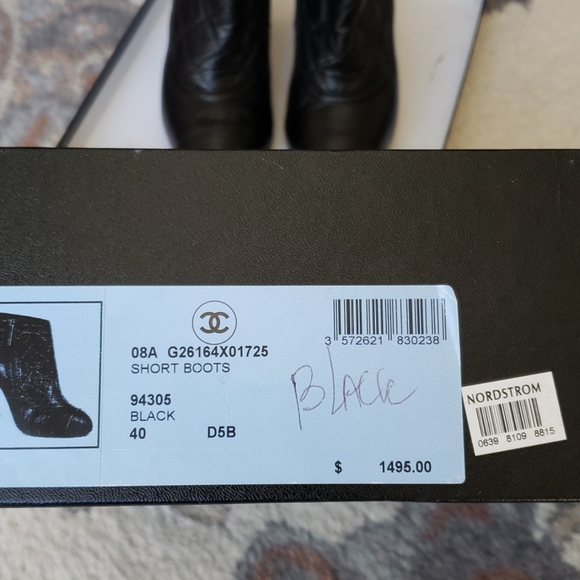 08A G26164X01725
SHORT BOOTS
94305
BLACK
40 D5B
3 572621 830238
Black
$ 1495.00
NORDSTROM
0639 8109 8815